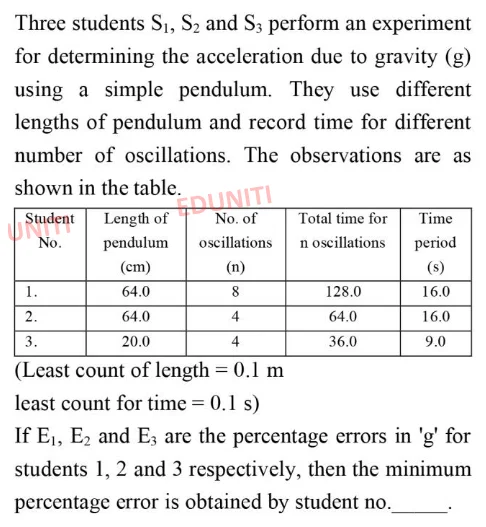 Three students S₁, S₂ and S₃ perform an experiment
for determining the acceleration due to gravity (g)
using a simple pendulum. They use different
lengths of pendulum and record time for different
number of oscillations. The observations are as
shown in the table.
EDUNITI
UNITI
Student No. Length of pendulum (cm) No. of oscillations (n) Total time for n oscillations Time period (s)
1. 64.0 8 128.0 16.0
2. 64.0 4 64.0 16.0
3. 20.0 4 36.0 9.0
(Least count of length = 0.1 m
least count for time = 0.1 s)
If E₁, E₂ and E₃ are the percentage errors in 'g' for
students 1, 2 and 3 respectively, then the minimum
percentage error is obtained by student no.______.